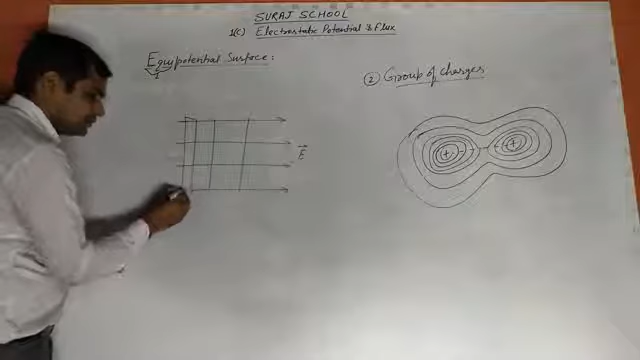 SURAJ SCHOOL
1(C) Electrostatic Potential & Flux
Equipotential Surface:
② Group of charges
E
+ +